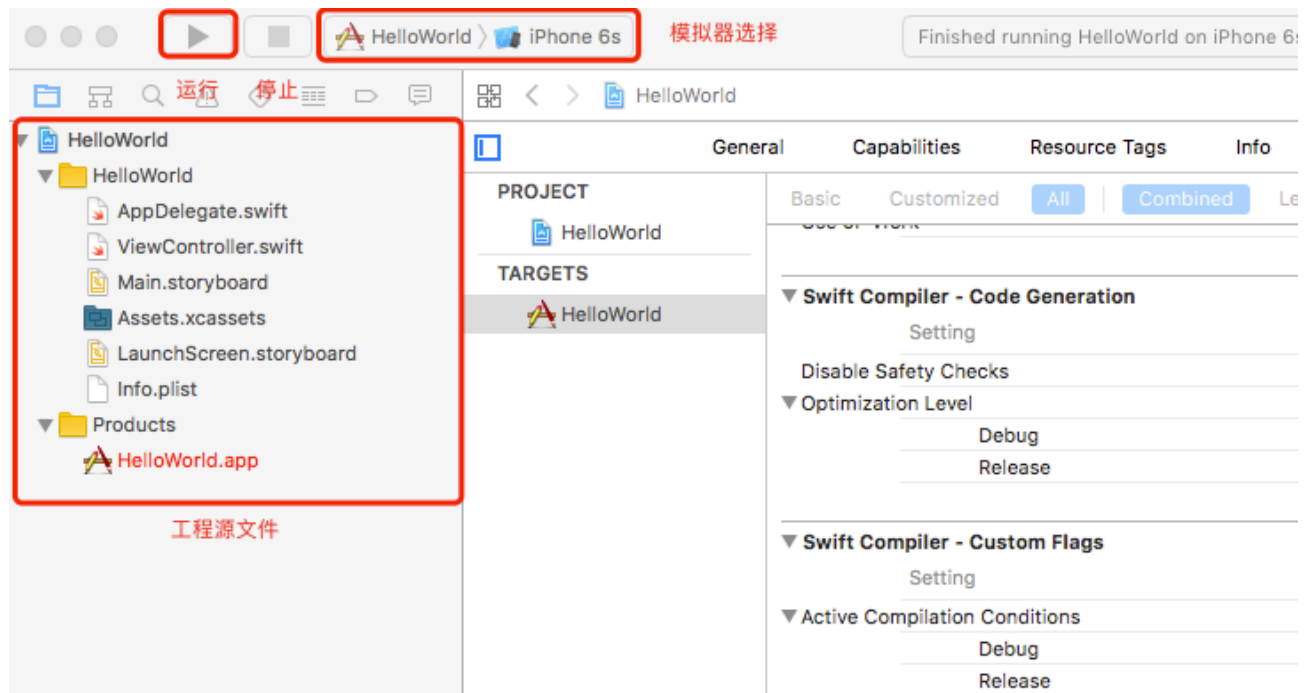 HelloWorld 〉 iPhone 6s
模拟器选择
Finished running HelloWorld on iPhone 6s
运行
停止
HelloWorld
HelloWorld
HelloWorld
AppDelegate.swift
ViewController.swift
Main.storyboard
Assets.xcassets
LaunchScreen.storyboard
Info.plist
Products
HelloWorld.app
工程源文件
General Capabilities Resource Tags Info
PROJECT
HelloWorld
TARGETS
HelloWorld
Basic Customized All Combined Le
Swift Compiler - Code Generation
Setting
Disable Safety Checks
Optimization Level
Debug
Release
Swift Compiler - Custom Flags
Setting
Active Compilation Conditions
Debug
Release